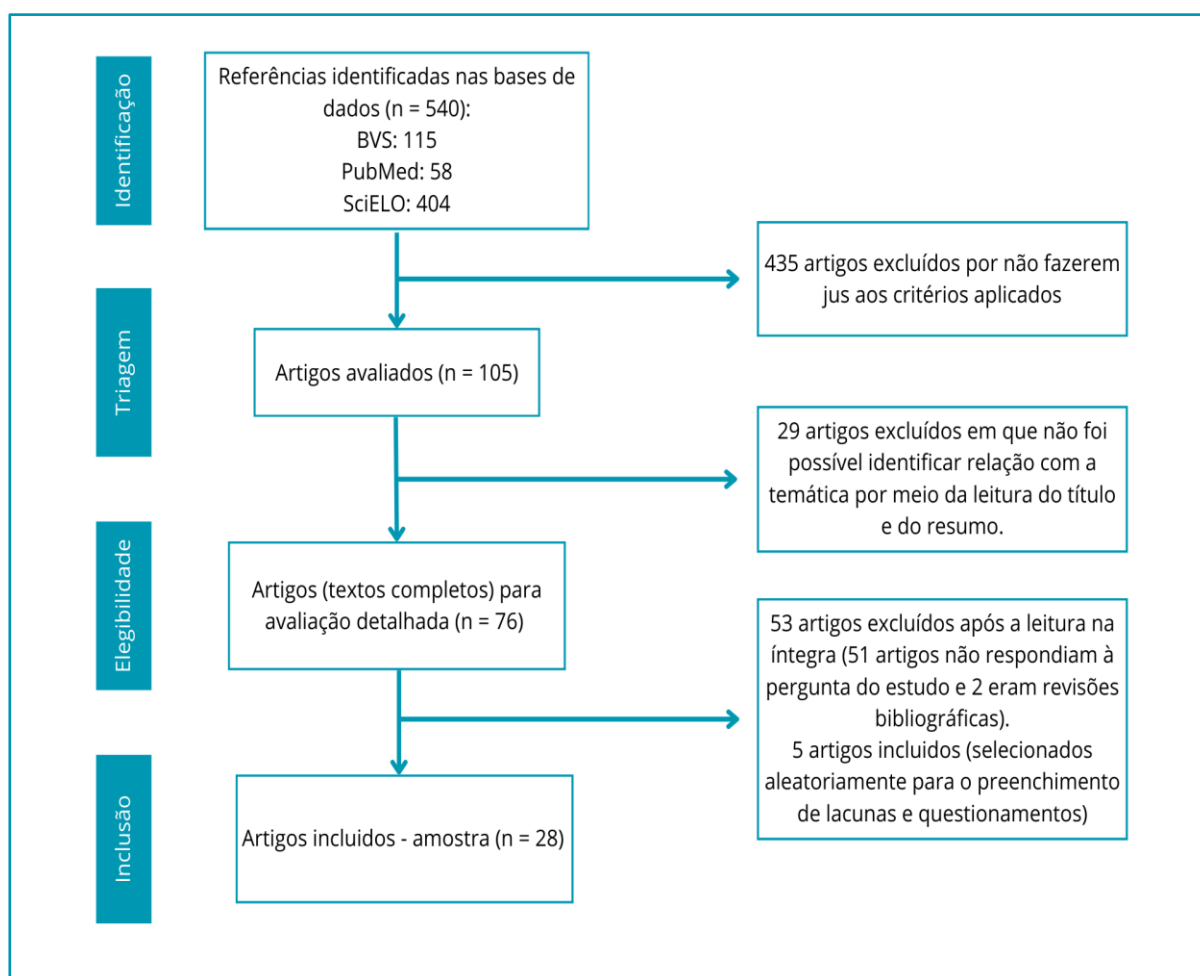 Identificação
Referências identificadas nas bases de
dados (n = 540):
BVS: 115
PubMed: 58
SciELO: 404
435 artigos excluídos por não fazerem
jus aos critérios aplicados
Triagem
Artigos avaliados (n = 105)
29 artigos excluídos em que não foi
possível identificar relação com a
temática por meio da leitura do título
e do resumo.
Elegibilidade
Artigos (textos completos) para
avaliação detalhada (n = 76)
53 artigos excluídos após a leitura na
íntegra (51 artigos não respondiam à
pergunta do estudo e 2 eram revisões
bibliográficas).
5 artigos incluidos (selecionados
aleatoriamente para o preenchimento
de lacunas e questionamentos)
Inclusão
Artigos incluidos - amostra (n = 28)